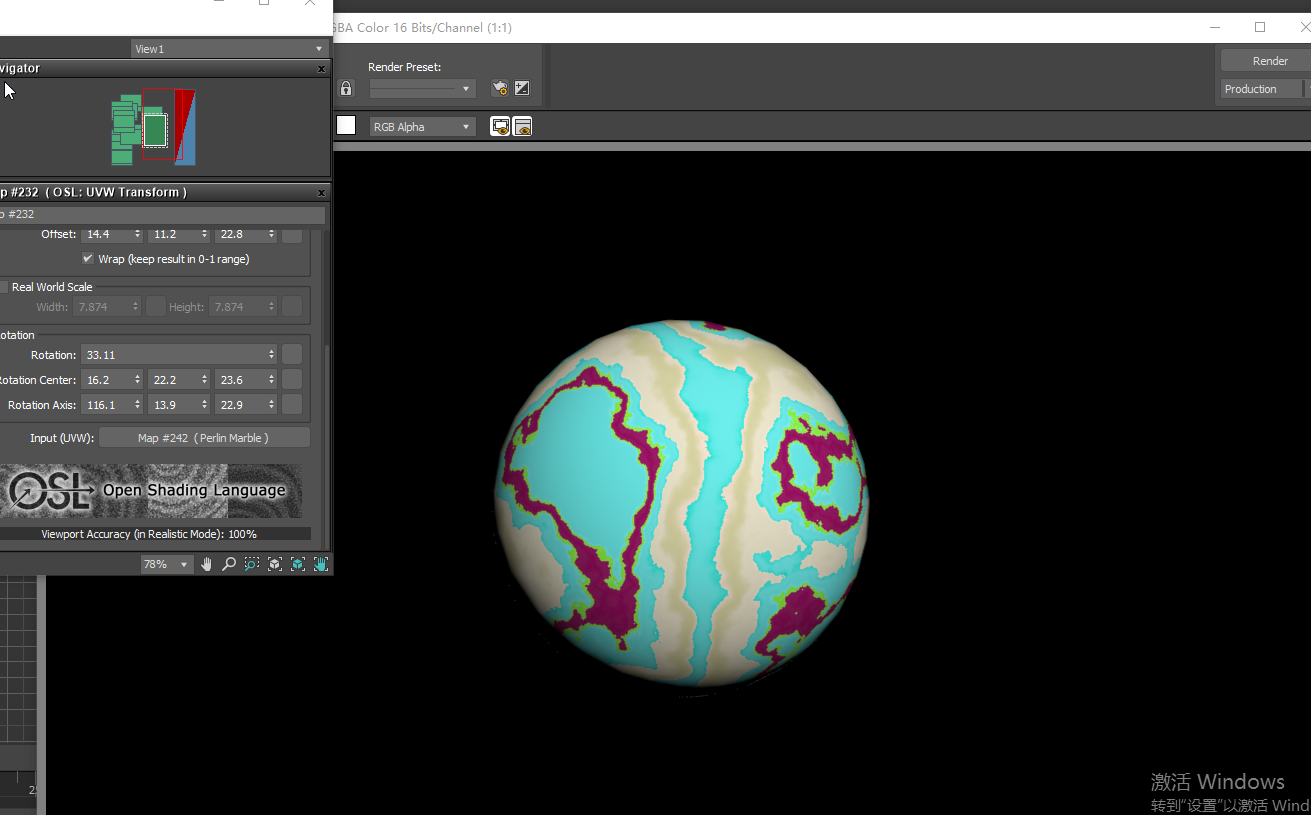 BA Color 16 Bits/Channel (1:1)
View1
vigator
x
Render Preset:
Render
Production
RGB Alpha
p #232 ( OSL: UVW Transform )
x
p #232
Offset: 14.4 11.2 22.8
Wrap (keep result in 0-1 range)
Real World Scale
Width: 7.874 Height: 7.874
otation
Rotation: 33.11
otation Center: 16.2 22.2 23.6
Rotation Axis: 116.1 13.9 22.9
Input (UVW): Map #242 ( Perlin Marble )
OSL Open Shading Language
Viewport Accuracy (in Realistic Mode): 100%
78%
激活 Windows
转到“设置”以激活 Wind